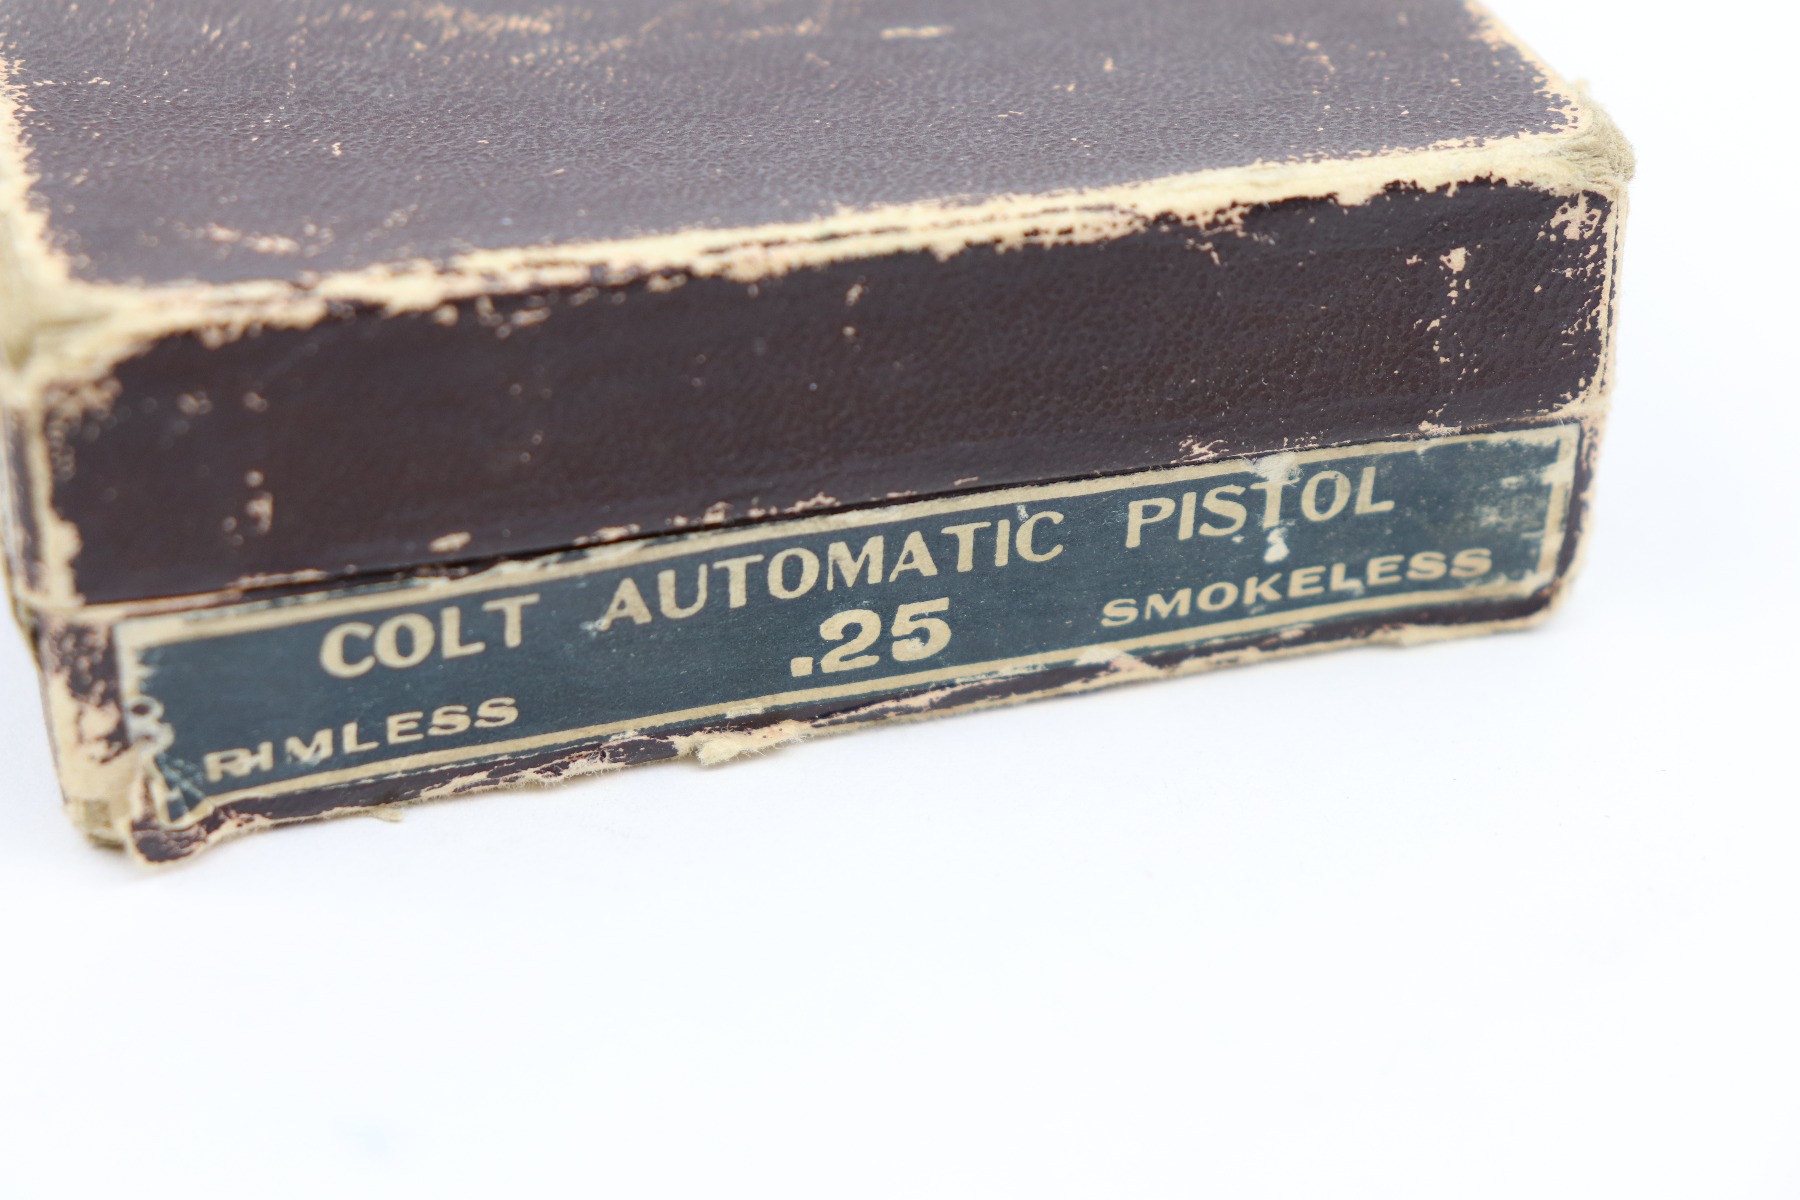 COLT AUTOMATIC PISTOL
.25
RIMLESS SMOKELESS